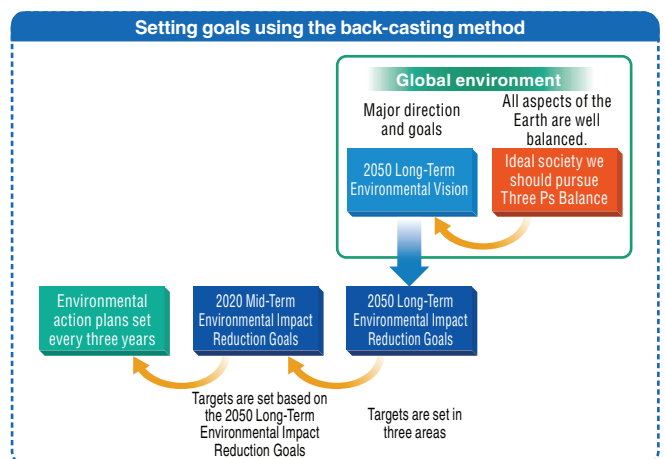 Setting goals using the back-casting method
Global environment
Major direction
and goals
All aspects of the
Earth are well
balanced.
2050 Long-Term
Environmental Vision
Ideal society we
should pursue
Three Ps Balance
Environmental
action plans set
every three years
2020 Mid-Term
Environmental Impact
Reduction Goals
2050 Long-Term
Environmental Impact
Reduction Goals
Targets are set based on
the 2050 Long-Term
Environmental Impact
Reduction Goals
Targets are set in
three areas